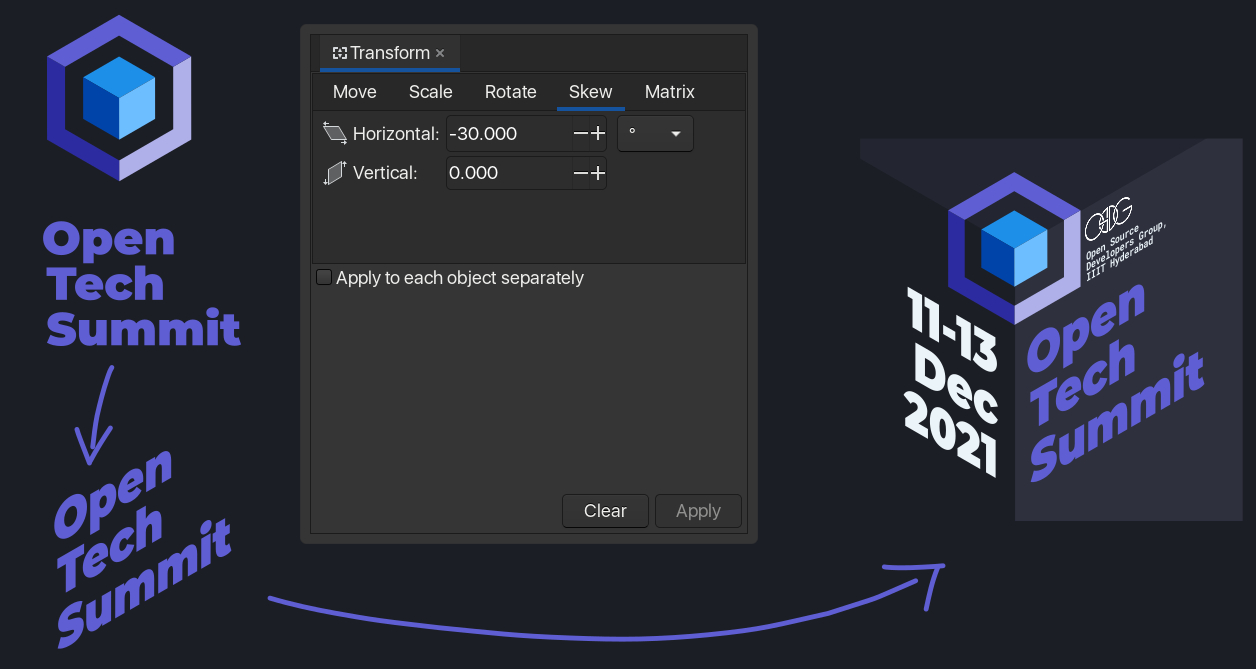 Open
Tech
Summit
Open
Tech
Summit
Transform ×
Move Scale Rotate Skew Matrix
Horizontal: -30.000 °
Vertical: 0.000
Apply to each object separately
Clear Apply
OSDG
Open Source
Developers Group,
IIIT Hyderabad
11-13
Dec
2021
Open
Tech
Summit